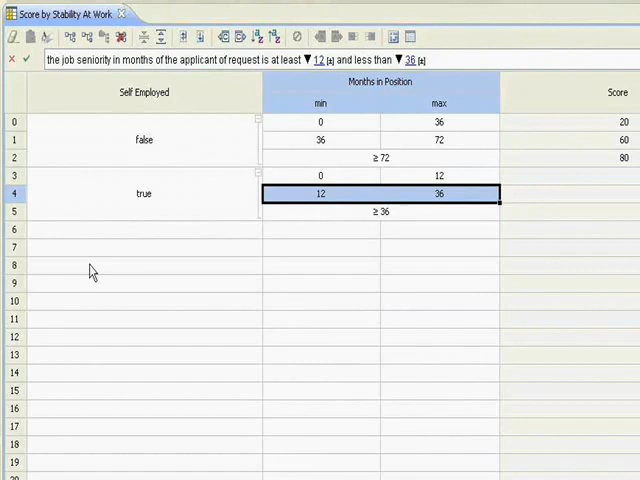 Score by Stability At Work
the job seniority in months of the applicant of request is at least ▼ 12 [±] and less than ▼ 36 [±]
Self Employed Months in Position Score
min max
0 false 0 36 20
1 36 72 60
2 ≥ 72 80
3 true 0 12
4 12 36
5 ≥ 36
6
7
8
9
10
11
12
13
14
15
16
17
18
19